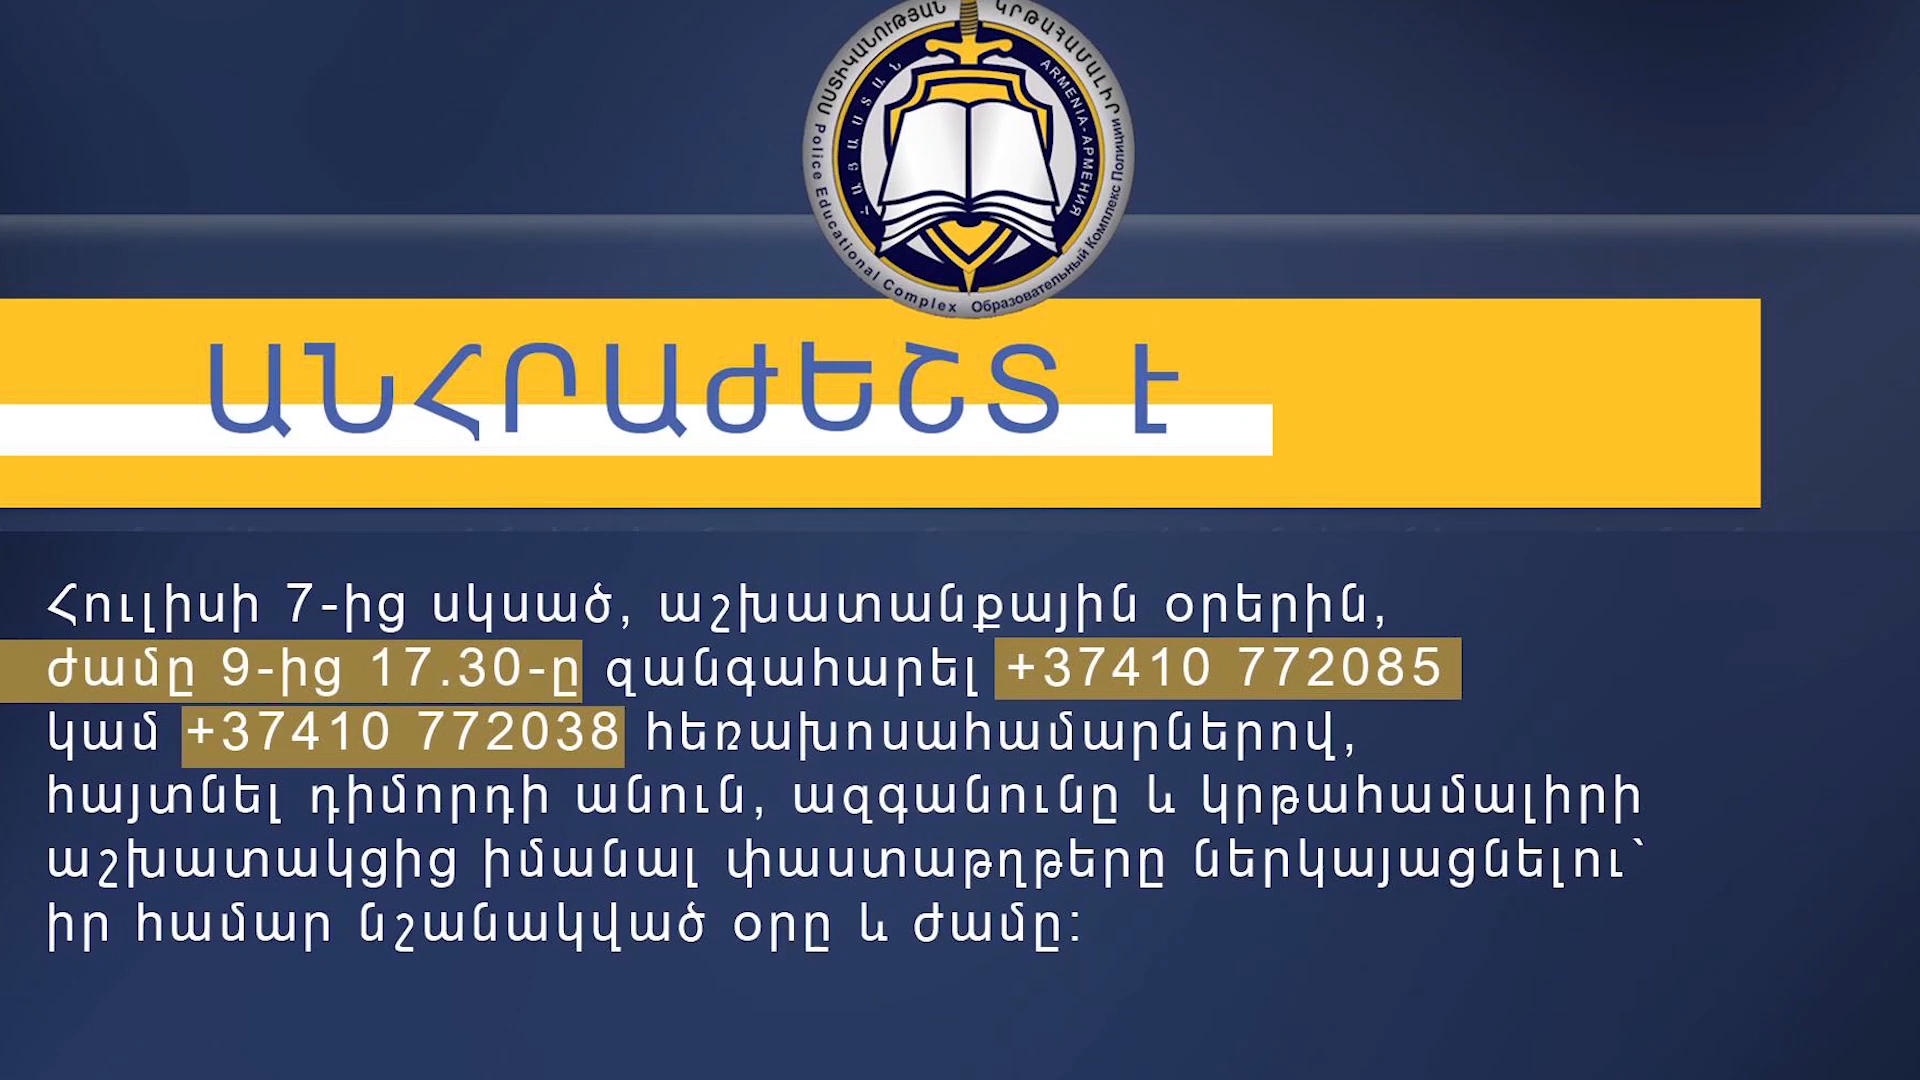 ՈՍՏԻԿԱՆՈՒԹՅԱՆ ԿՐԹԱՀԱՄԱԼԻՐ
ՀԱՅԱՍՏԱՆ
ARMENIA-АРМЕНИЯ
Police Educational Complex
Образовательный Комплекс Полиции
ԱՆՀՐԱԺԵՇՏ Է
Հուլիսի 7-ից սկսած, աշխատանքային օրերին,
ժամը 9-ից 17.30-ը զանգահարել +37410 772085
կամ +37410 772038 հեռախոսահամարներով,
հայտնել դիմորդի անուն, ազգանունը և կրթահամալիրի
աշխատակցից իմանալ փաստաթղթերը ներկայացնելու՝
իր համար նշանակված օրը և ժամը: